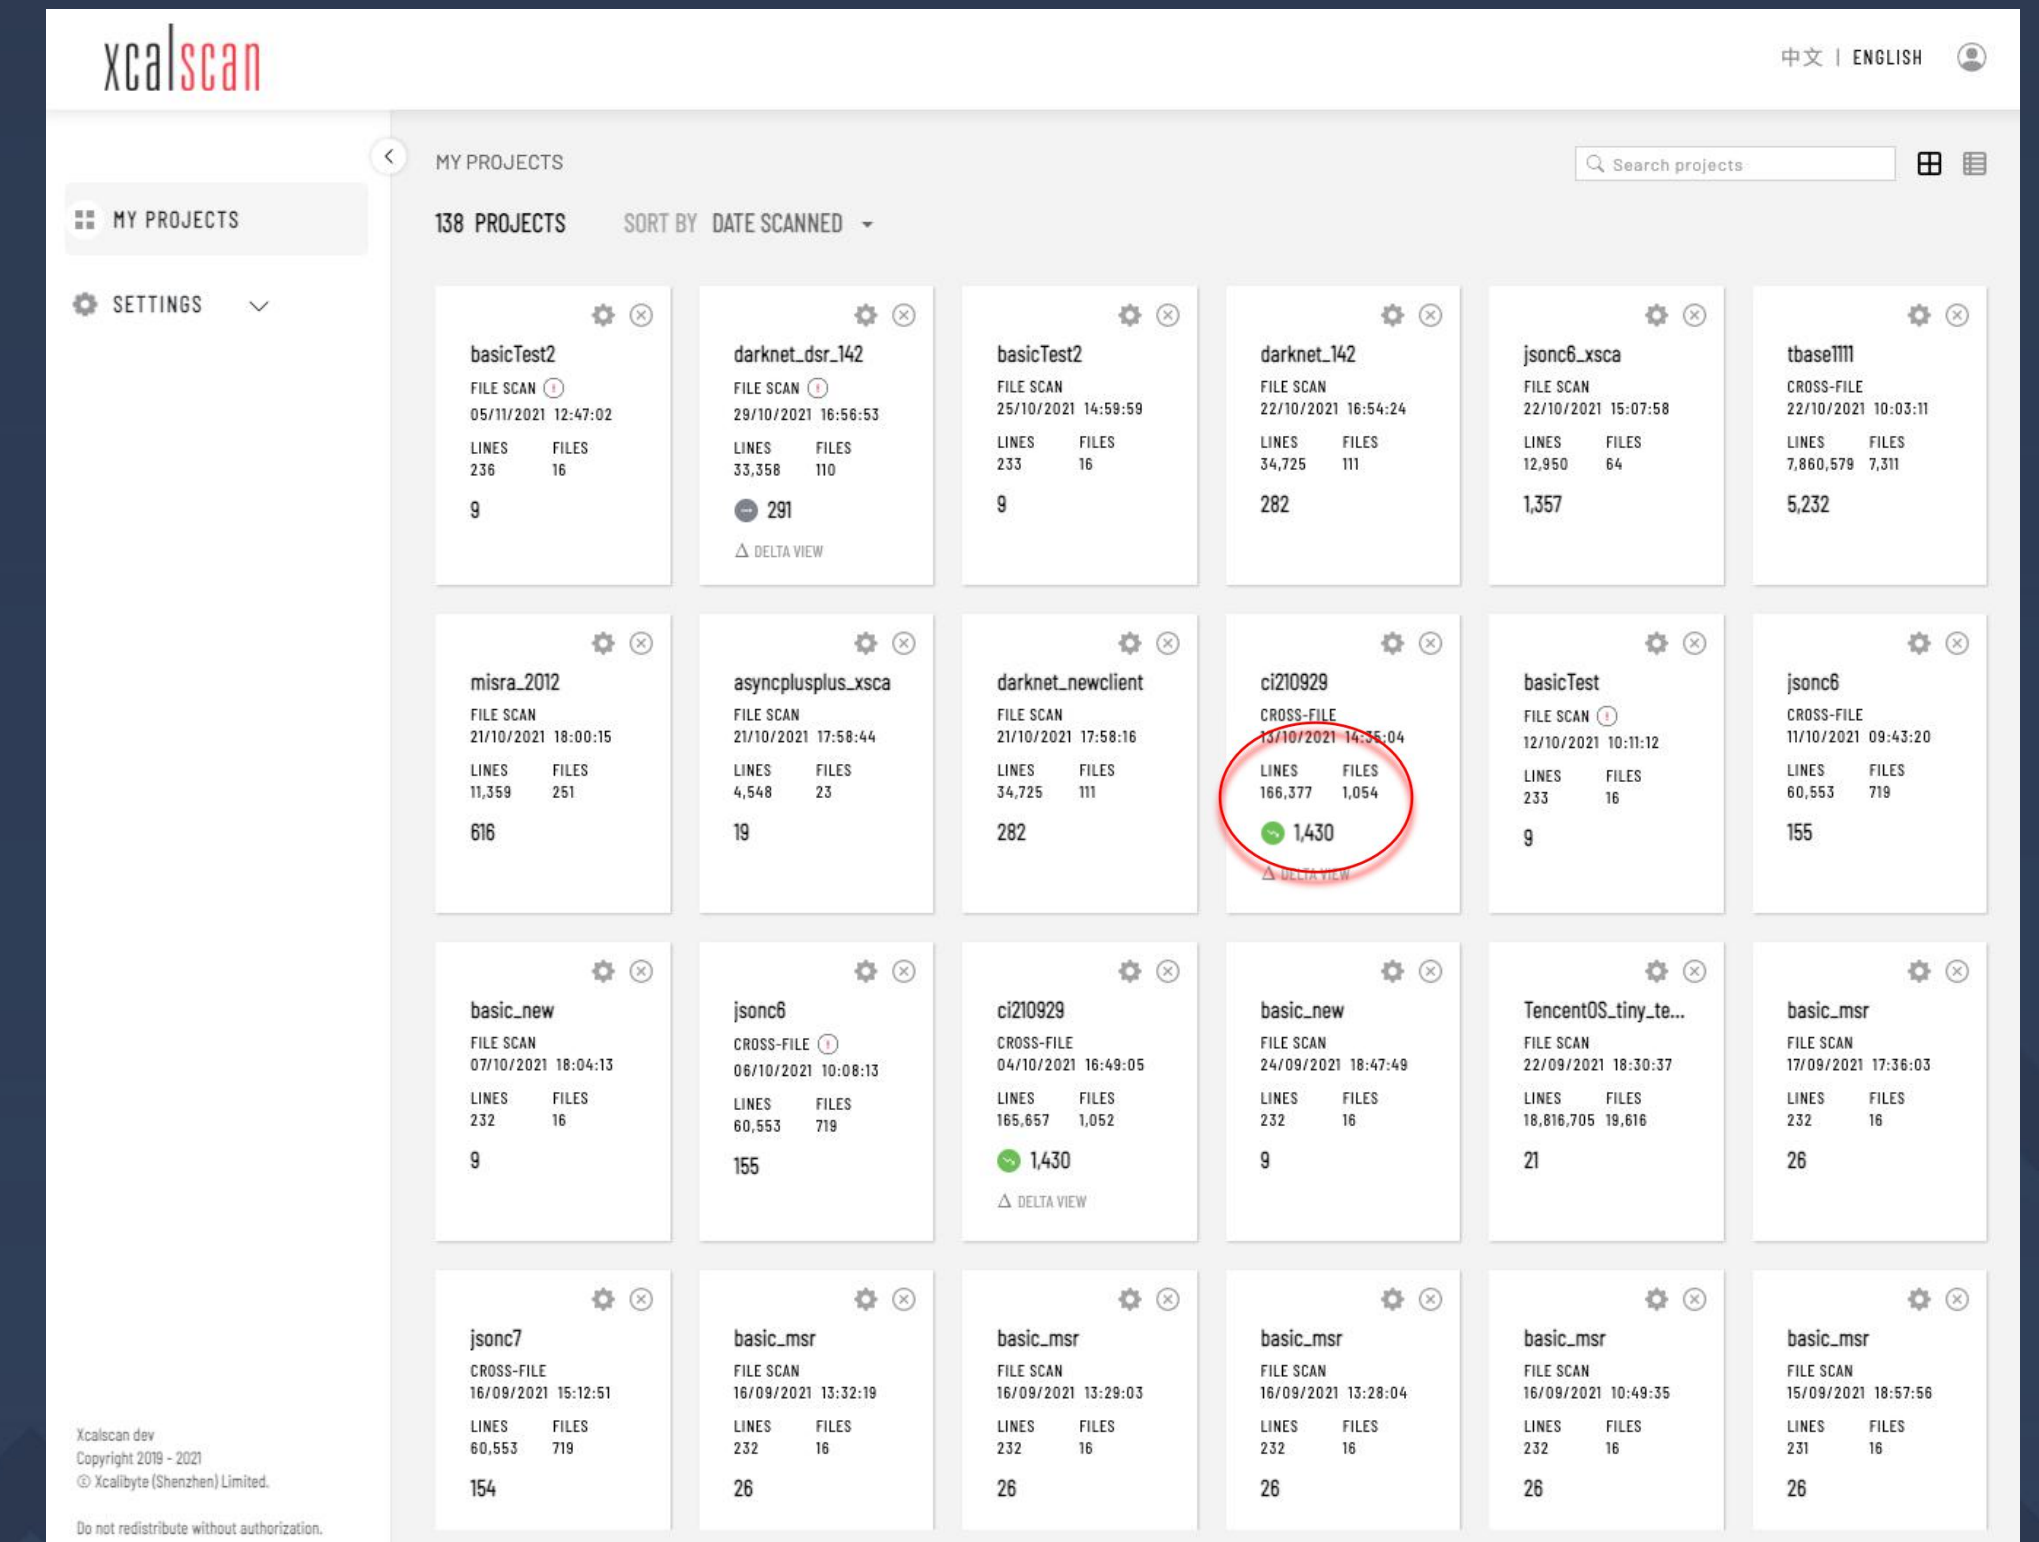 xcalscan
中文 | ENGLISH
MY PROJECTS
Search projects
MY PROJECTS
138 PROJECTS SORT BY DATE SCANNED
SETTINGS
basicTest2
FILE SCAN
05/11/2021 12:47:02
LINES FILES
236 16
9
darknet_dsr_142
FILE SCAN
29/10/2021 16:56:53
LINES FILES
33,358 110
291
Δ DELTA VIEW
basicTest2
FILE SCAN
25/10/2021 14:59:59
LINES FILES
233 16
9
darknet_142
FILE SCAN
22/10/2021 16:54:24
LINES FILES
34,725 111
282
jsonc6_xsca
FILE SCAN
22/10/2021 15:07:58
LINES FILES
12,950 64
1,357
tbase1111
CROSS-FILE
22/10/2021 10:03:11
LINES FILES
7,860,579 7,311
5,232
misra_2012
FILE SCAN
21/10/2021 18:00:15
LINES FILES
11,359 251
616
asyncplusplus_xsca
FILE SCAN
21/10/2021 17:58:44
LINES FILES
4,548 23
19
darknet_newclient
FILE SCAN
21/10/2021 17:58:16
LINES FILES
34,725 111
282
ci210929
CROSS-FILE
13/10/2021 14:35:04
LINES FILES
166,377 1,054
1,430
Δ DELTA VIEW
basicTest
FILE SCAN
12/10/2021 10:11:12
LINES FILES
233 16
9
jsonc6
CROSS-FILE
11/10/2021 09:43:20
LINES FILES
60,553 719
155
basic_new
FILE SCAN
07/10/2021 18:04:13
LINES FILES
232 16
9
jsonc6
CROSS-FILE
06/10/2021 10:08:13
LINES FILES
60,553 719
155
ci210929
CROSS-FILE
04/10/2021 16:49:05
LINES FILES
165,657 1,052
1,430
Δ DELTA VIEW
basic_new
FILE SCAN
24/09/2021 18:47:49
LINES FILES
232 16
9
TencentOS_tiny_te...
FILE SCAN
22/09/2021 18:30:37
LINES FILES
18,816,705 19,616
21
basic_msr
FILE SCAN
17/09/2021 17:36:03
LINES FILES
232 16
26
jsonc7
CROSS-FILE
16/09/2021 15:12:51
LINES FILES
60,553 719
154
basic_msr
FILE SCAN
16/09/2021 13:32:19
LINES FILES
232 16
26
basic_msr
FILE SCAN
16/09/2021 13:29:03
LINES FILES
232 16
26
basic_msr
FILE SCAN
16/09/2021 13:28:04
LINES FILES
232 16
26
basic_msr
FILE SCAN
16/09/2021 10:49:35
LINES FILES
232 16
26
basic_msr
FILE SCAN
15/09/2021 18:57:56
LINES FILES
231 16
26
Xcalscan dev
Copyright 2019 - 2021
© Xcalibyte (Shenzhen) Limited.
Do not redistribute without authorization.